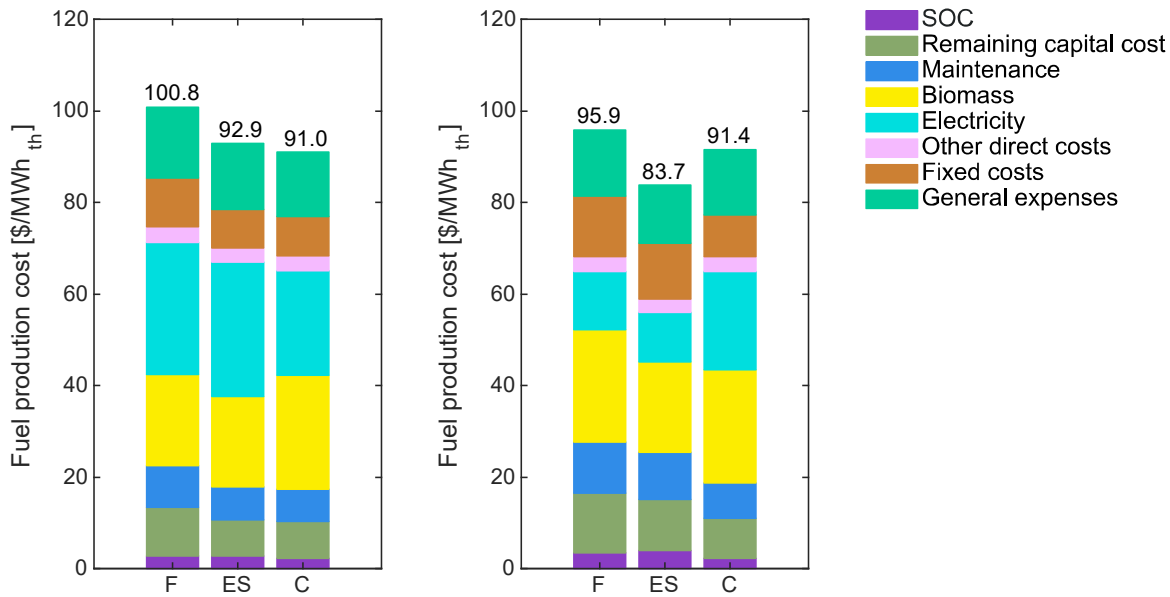 Fuel prodution cost [$/MWh th]
120
100
80
60
40
20
0
100.8
92.9
91.0
F
ES
C
Fuel prodution cost [$/MWh th]
120
100
80
60
40
20
0
95.9
83.7
91.4
F
ES
C
SOC
Remaining capital cost
Maintenance
Biomass
Electricity
Other direct costs
Fixed costs
General expenses